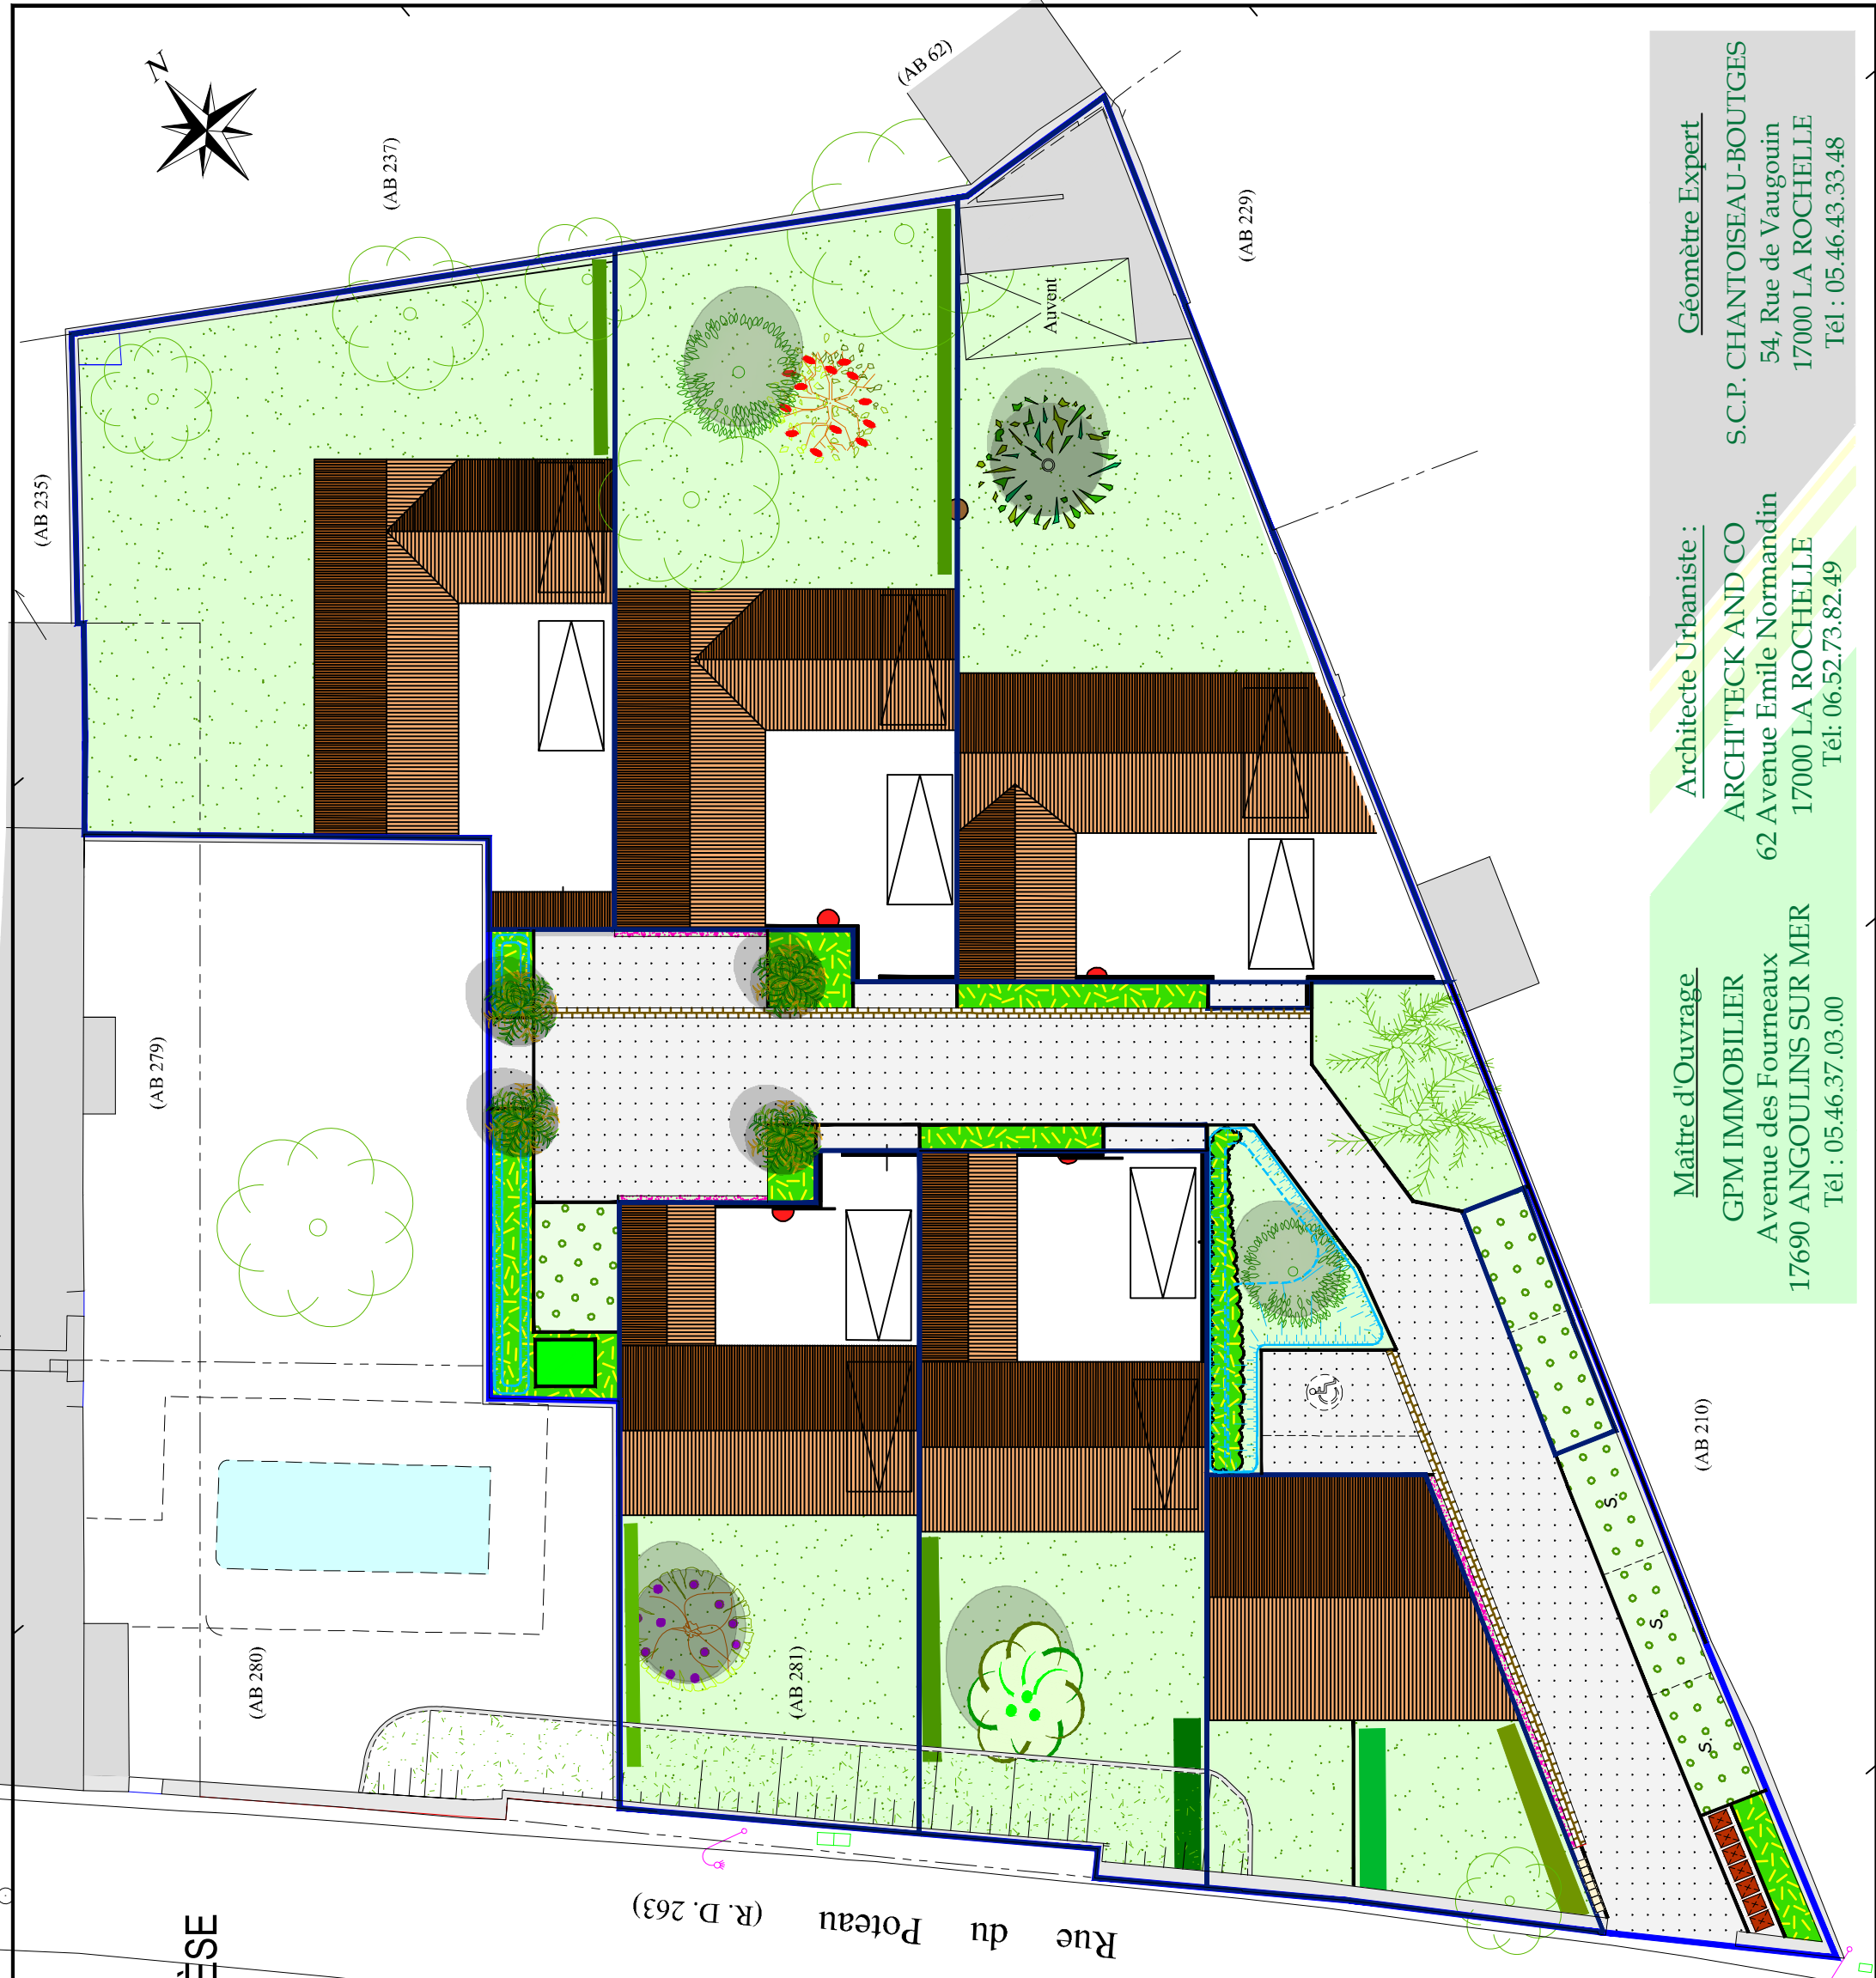 N
(AB 62)
(AB 237)
(AB 229)
(AB 235)
Auvent
(AB 279)
(AB 280)
(AB 281)
(AB 210)
S.
S.
S.
Rue du Poteau (R. D. 263)
ÈSE
Maître d'Ouvrage
GPM IMMOBILIER
Avenue des Fourneaux
17690 ANGOULINS SUR MER
Tél : 05.46.37.03.00
Architecte Urbaniste :
ARCHITECK AND CO
62 Avenue Emile Normandin
17000 LA ROCHELLE
Tél: 06.52.73.82.49
Géomètre Expert
S.C.P. CHANTOISEAU-BOUTGES
54, Rue de Vaugouin
17000 LA ROCHELLE
Tél : 05.46.43.33.48